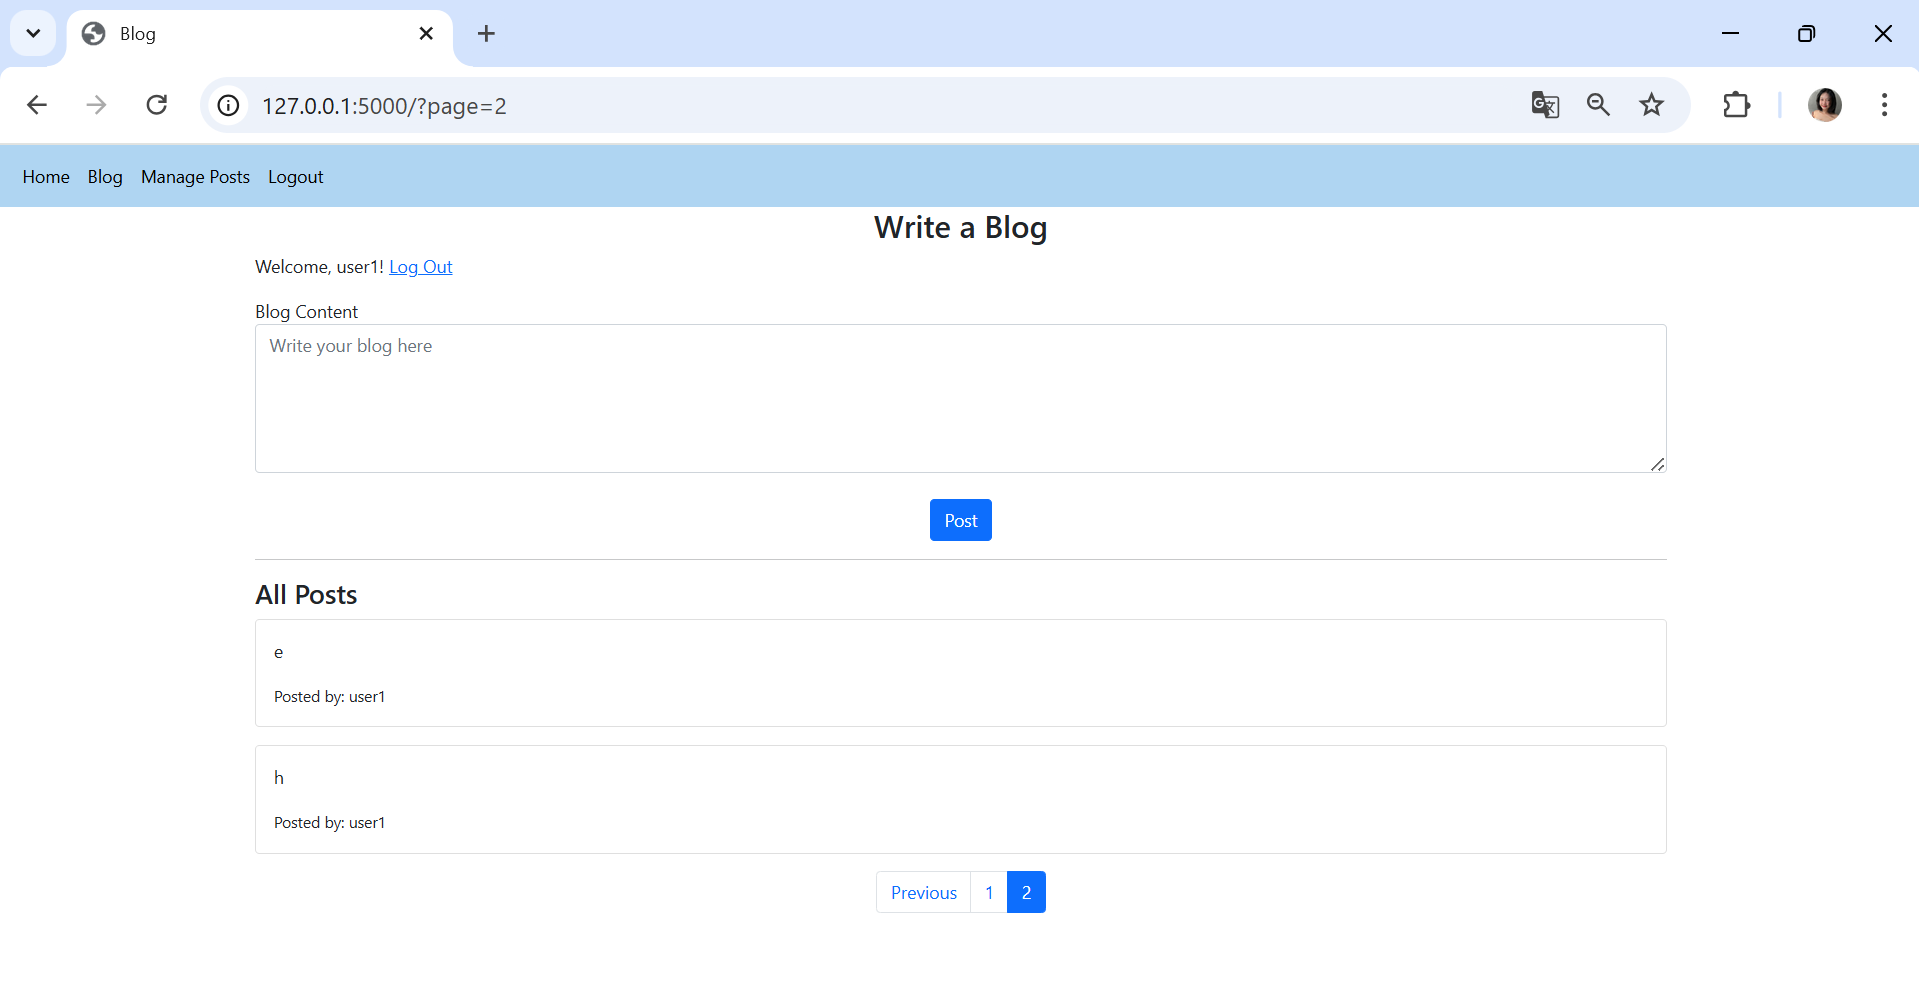 Blog
127.0.0.1:5000/?page=2
Home Blog Manage Posts Logout
Write a Blog
Welcome, user1! Log Out
Blog Content
Write your blog here
Post
All Posts
e
Posted by: user1
h
Posted by: user1
Previous 1 2